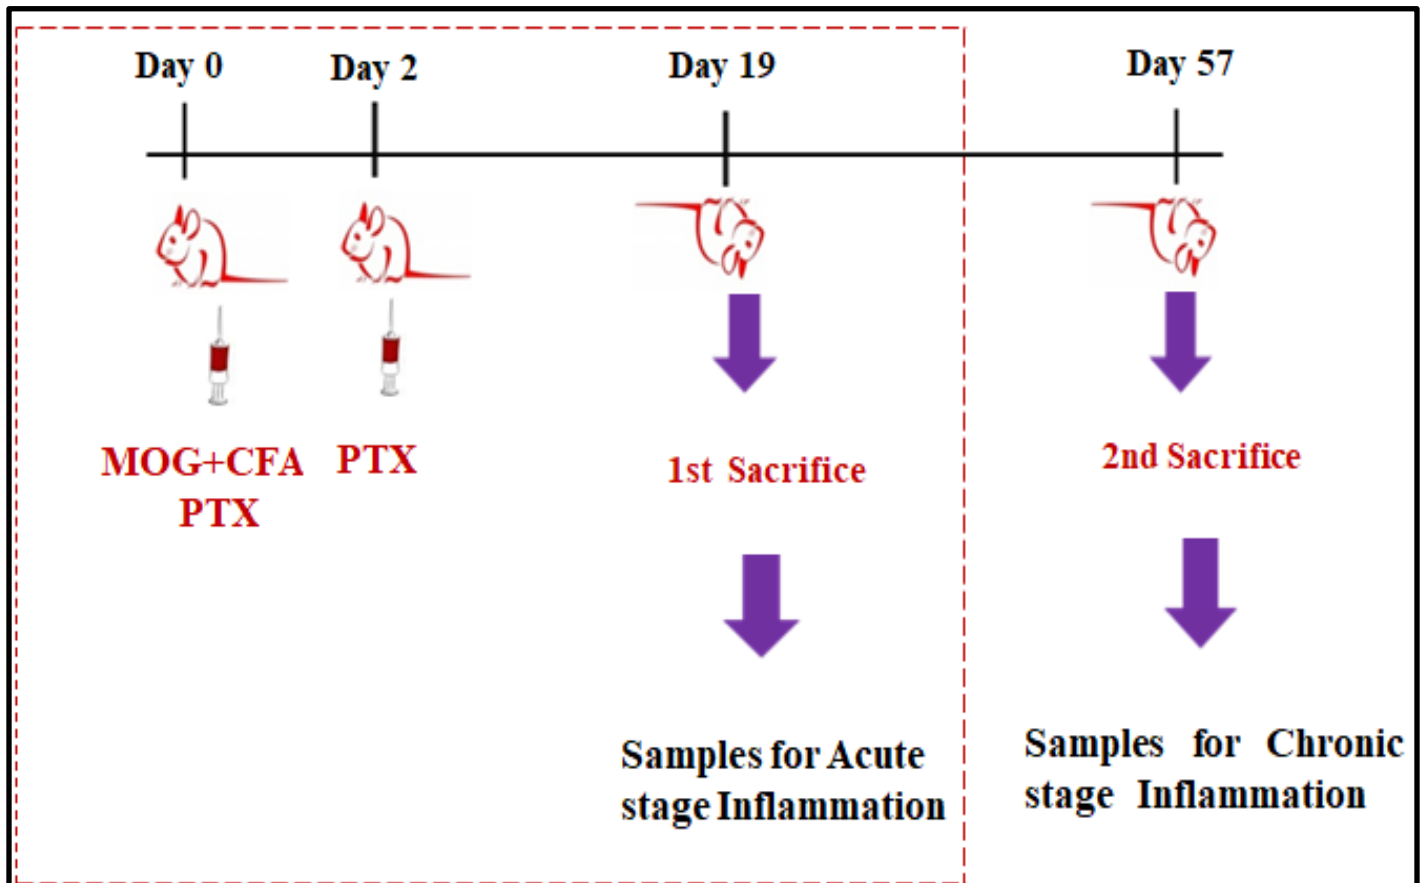 Day 0
Day 2
Day 19
Day 57
MOG+CFA
PTX
PTX
1st Sacrifice
2nd Sacrifice
Samples for Acute
stage Inflammation
Samples for Chronic
stage Inflammation